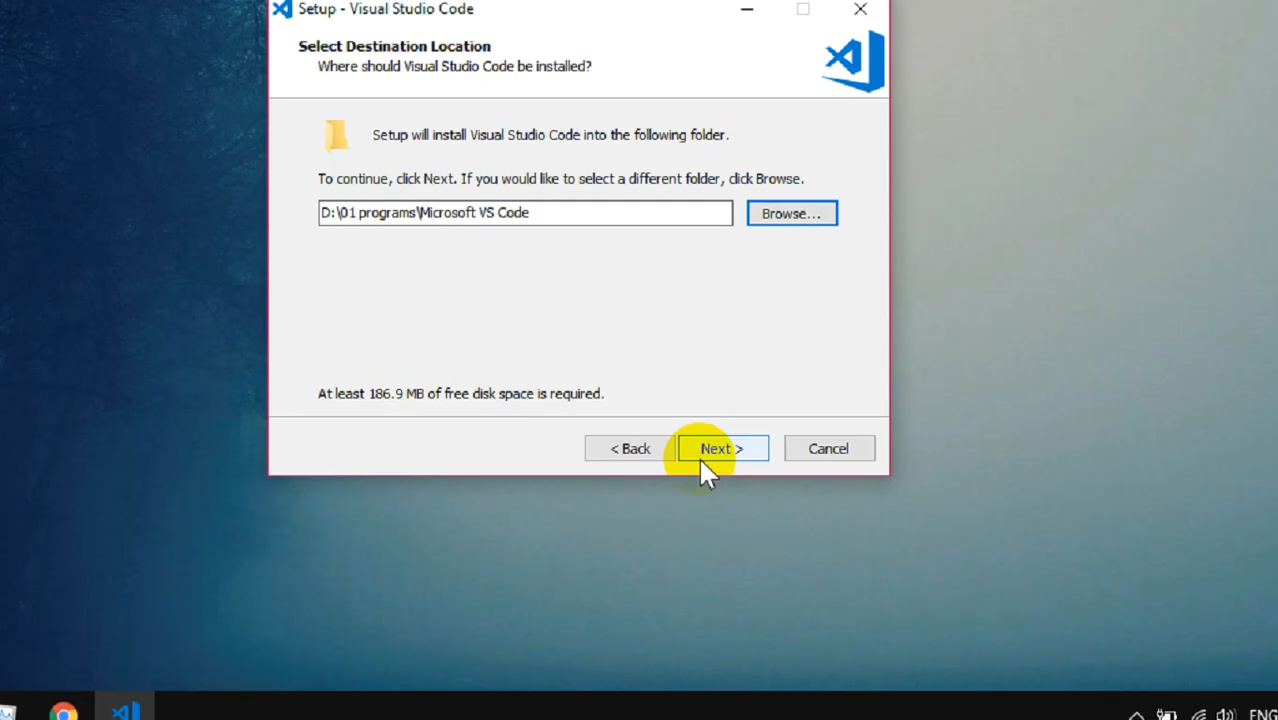 Setup - Visual Studio Code
Select Destination Location
Where should Visual Studio Code be installed?
Setup will install Visual Studio Code into the following folder.
To continue, click Next. If you would like to select a different folder, click Browse.
D:\01 programs\Microsoft VS Code
Browse...
At least 186.9 MB of free disk space is required.
< Back
Next >
Cancel
ENG